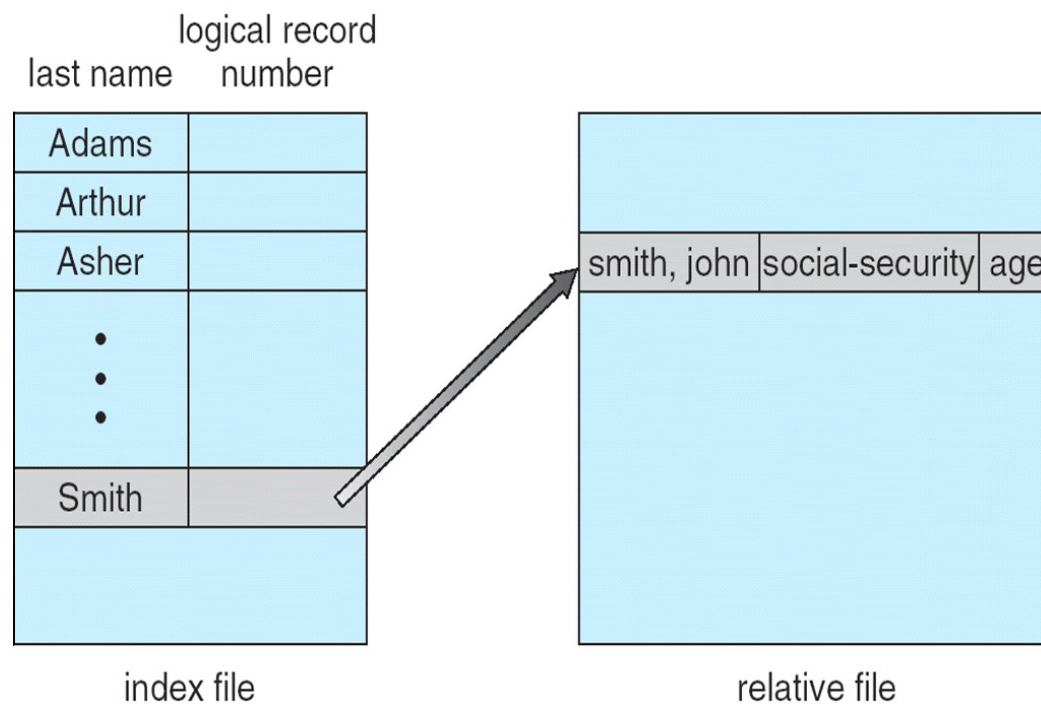 logical record
last name number
Adams
Arthur
Asher
Smith
smith, john social-security age
index file
relative file